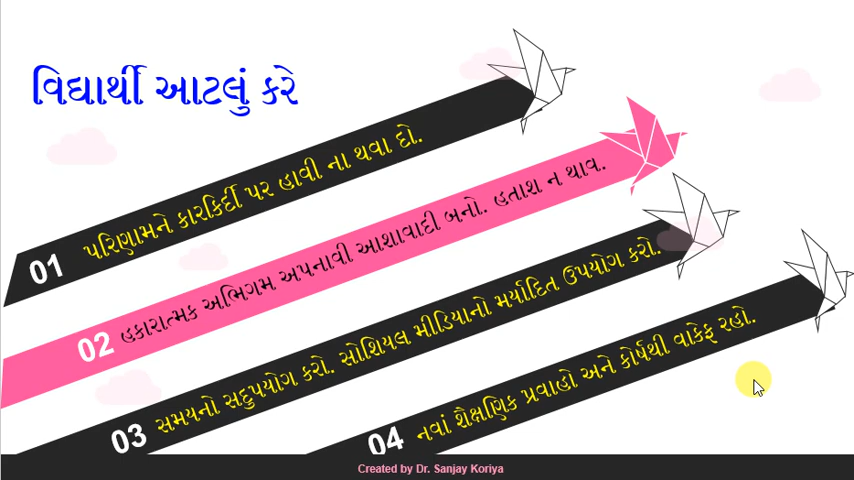 વિદ્યાર્થી આટલું કરે
01 પરિણામને કારકિર્દી પર હાવી ના થવા દો.
02 હકારાત્મક અભિગમ અપનાવી આશાવાદી બનો. હતાશ ન થાવ.
03 સમયનો સદુપયોગ કરો. સોશિયલ મીડિયાનો મર્યાદિત ઉપયોગ કરો.
04 નવાં શૈક્ષણિક પ્રવાહો અને કોર્ષથી વાકેફ રહો.
Created by Dr. Sanjay Koriya